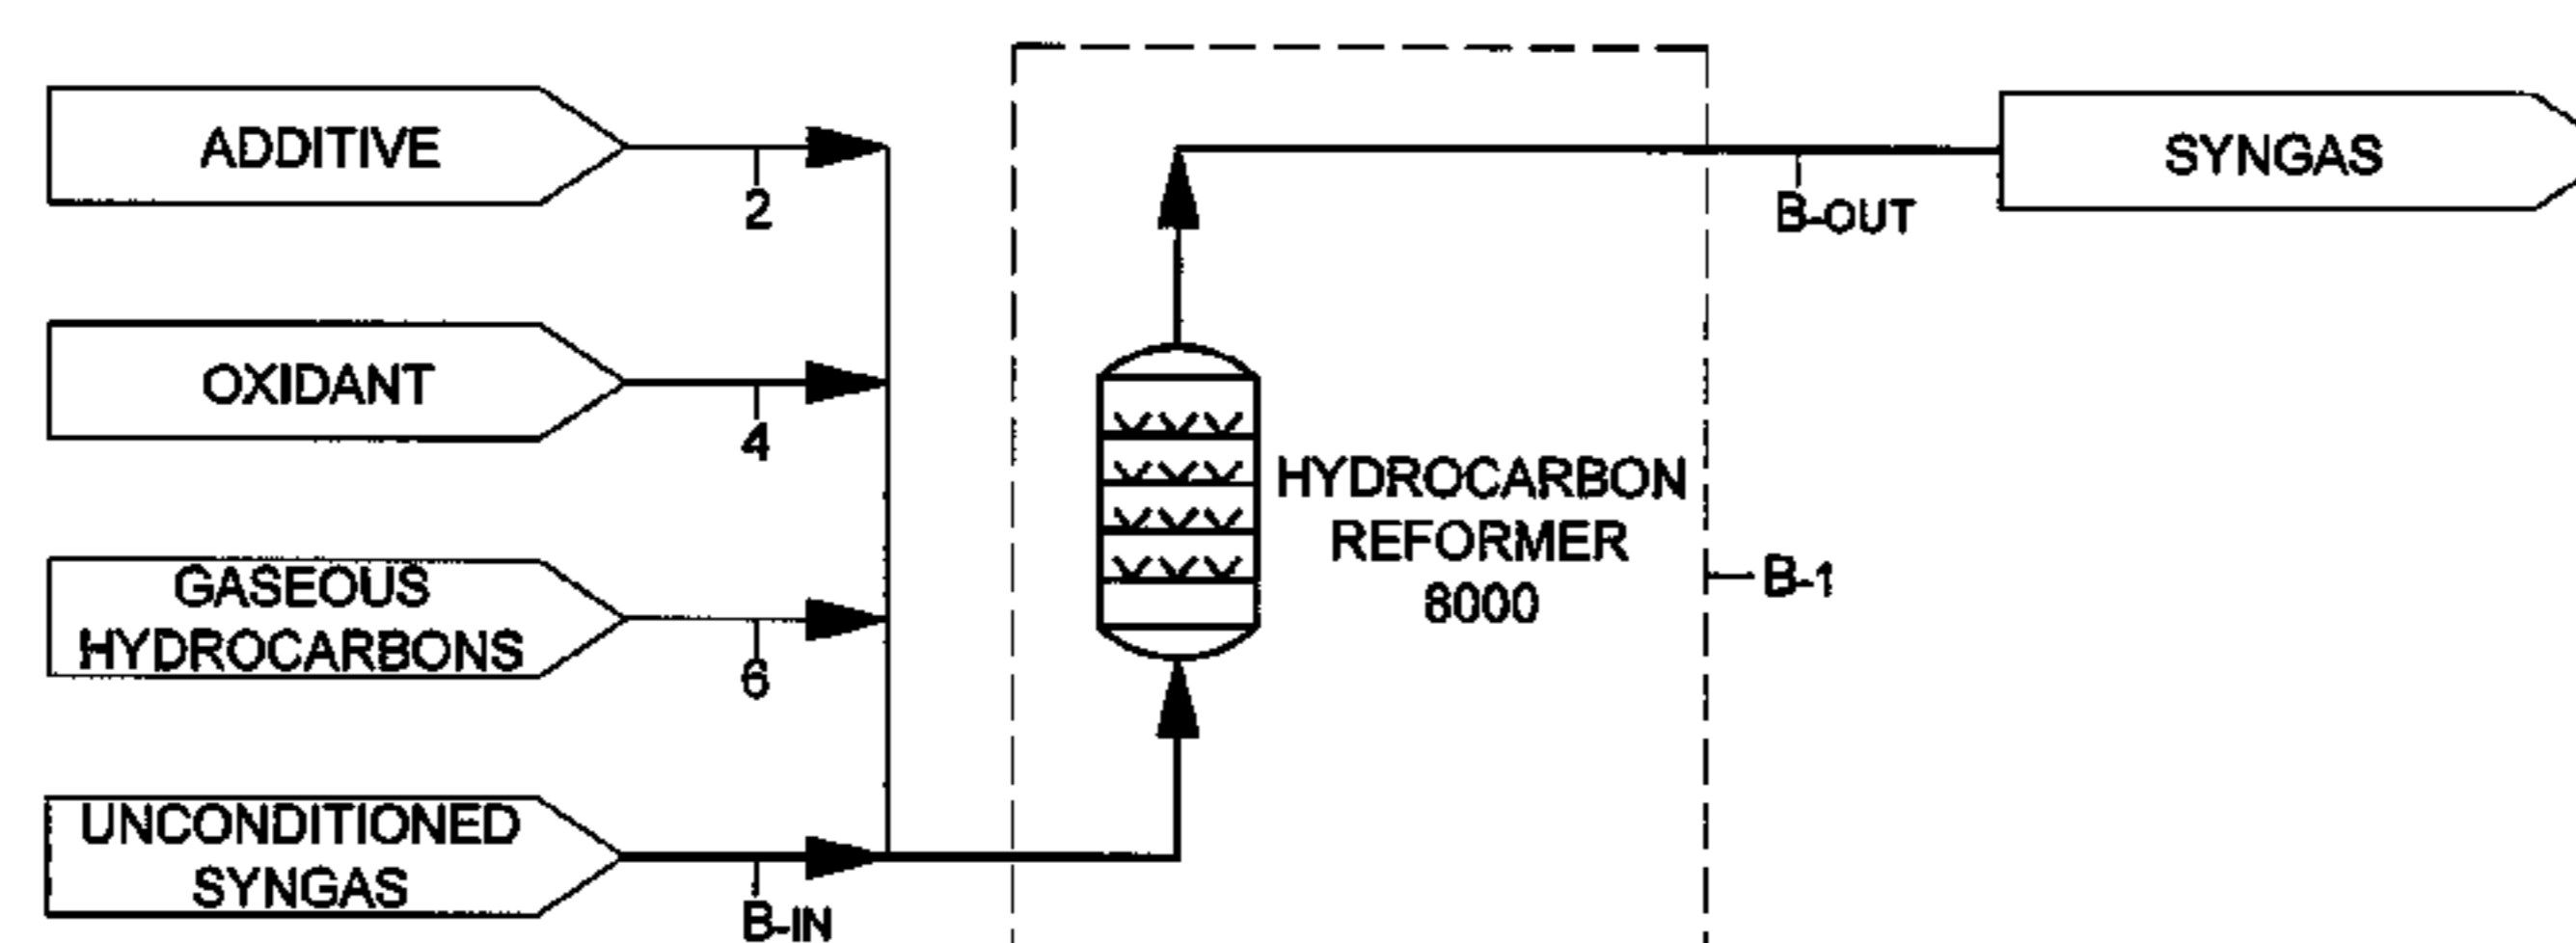 ADDITIVE
2
OXIDANT
4
GASEOUS
HYDROCARBONS
6
UNCONDITIONED
SYNGAS
B-IN
HYDROCARBON
REFORMER
8000
B-1
B-OUT
SYNGAS